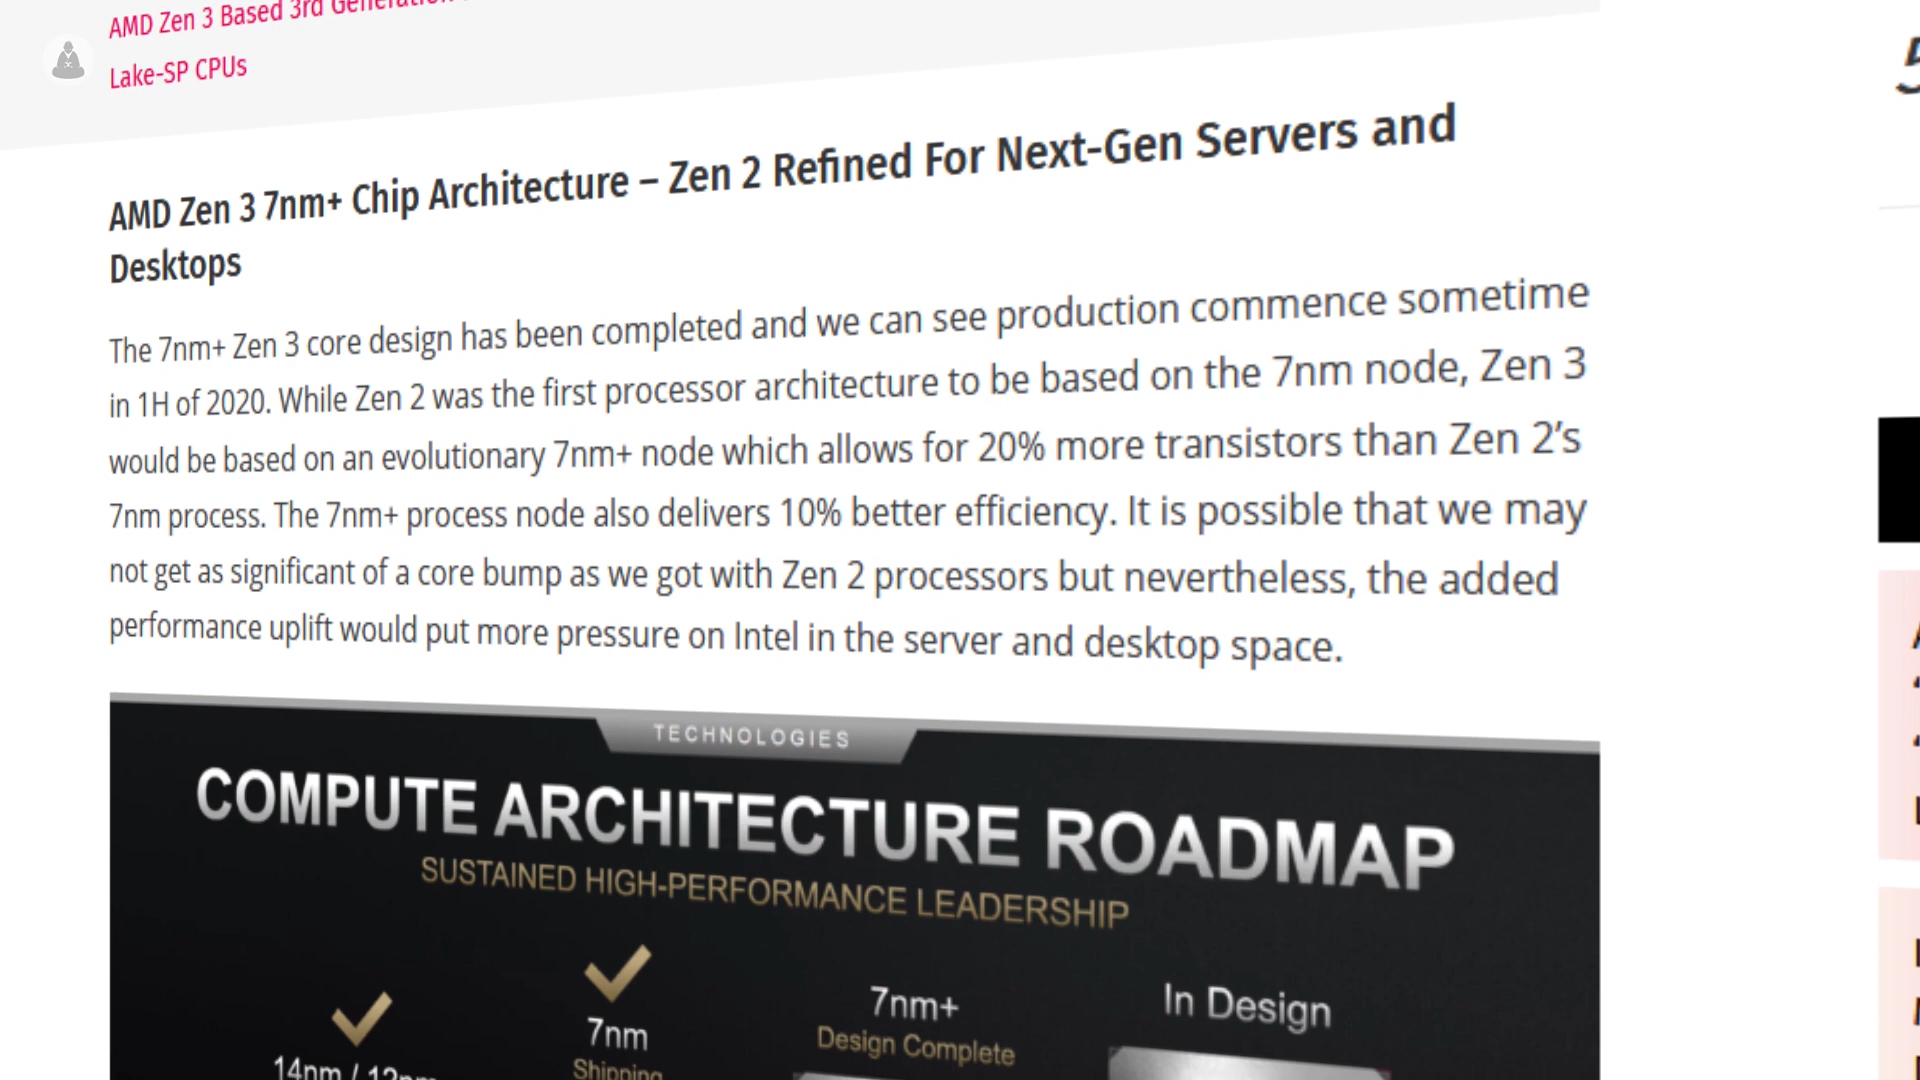 AMD Zen 3 Based 3rd Generation
Lake-SP CPUs
AMD Zen 3 7nm+ Chip Architecture – Zen 2 Refined For Next-Gen Servers and
Desktops
The 7nm+ Zen 3 core design has been completed and we can see production commence sometime
in 1H of 2020. While Zen 2 was the first processor architecture to be based on the 7nm node, Zen 3
would be based on an evolutionary 7nm+ node which allows for 20% more transistors than Zen 2’s
7nm process. The 7nm+ process node also delivers 10% better efficiency. It is possible that we may
not get as significant of a core bump as we got with Zen 2 processors but nevertheless, the added
performance uplift would put more pressure on Intel in the server and desktop space.
TECHNOLOGIES
COMPUTE ARCHITECTURE ROADMAP
SUSTAINED HIGH-PERFORMANCE LEADERSHIP
7nm+
In Design
7nm
Design Complete
14nm / 12nm
Shipping